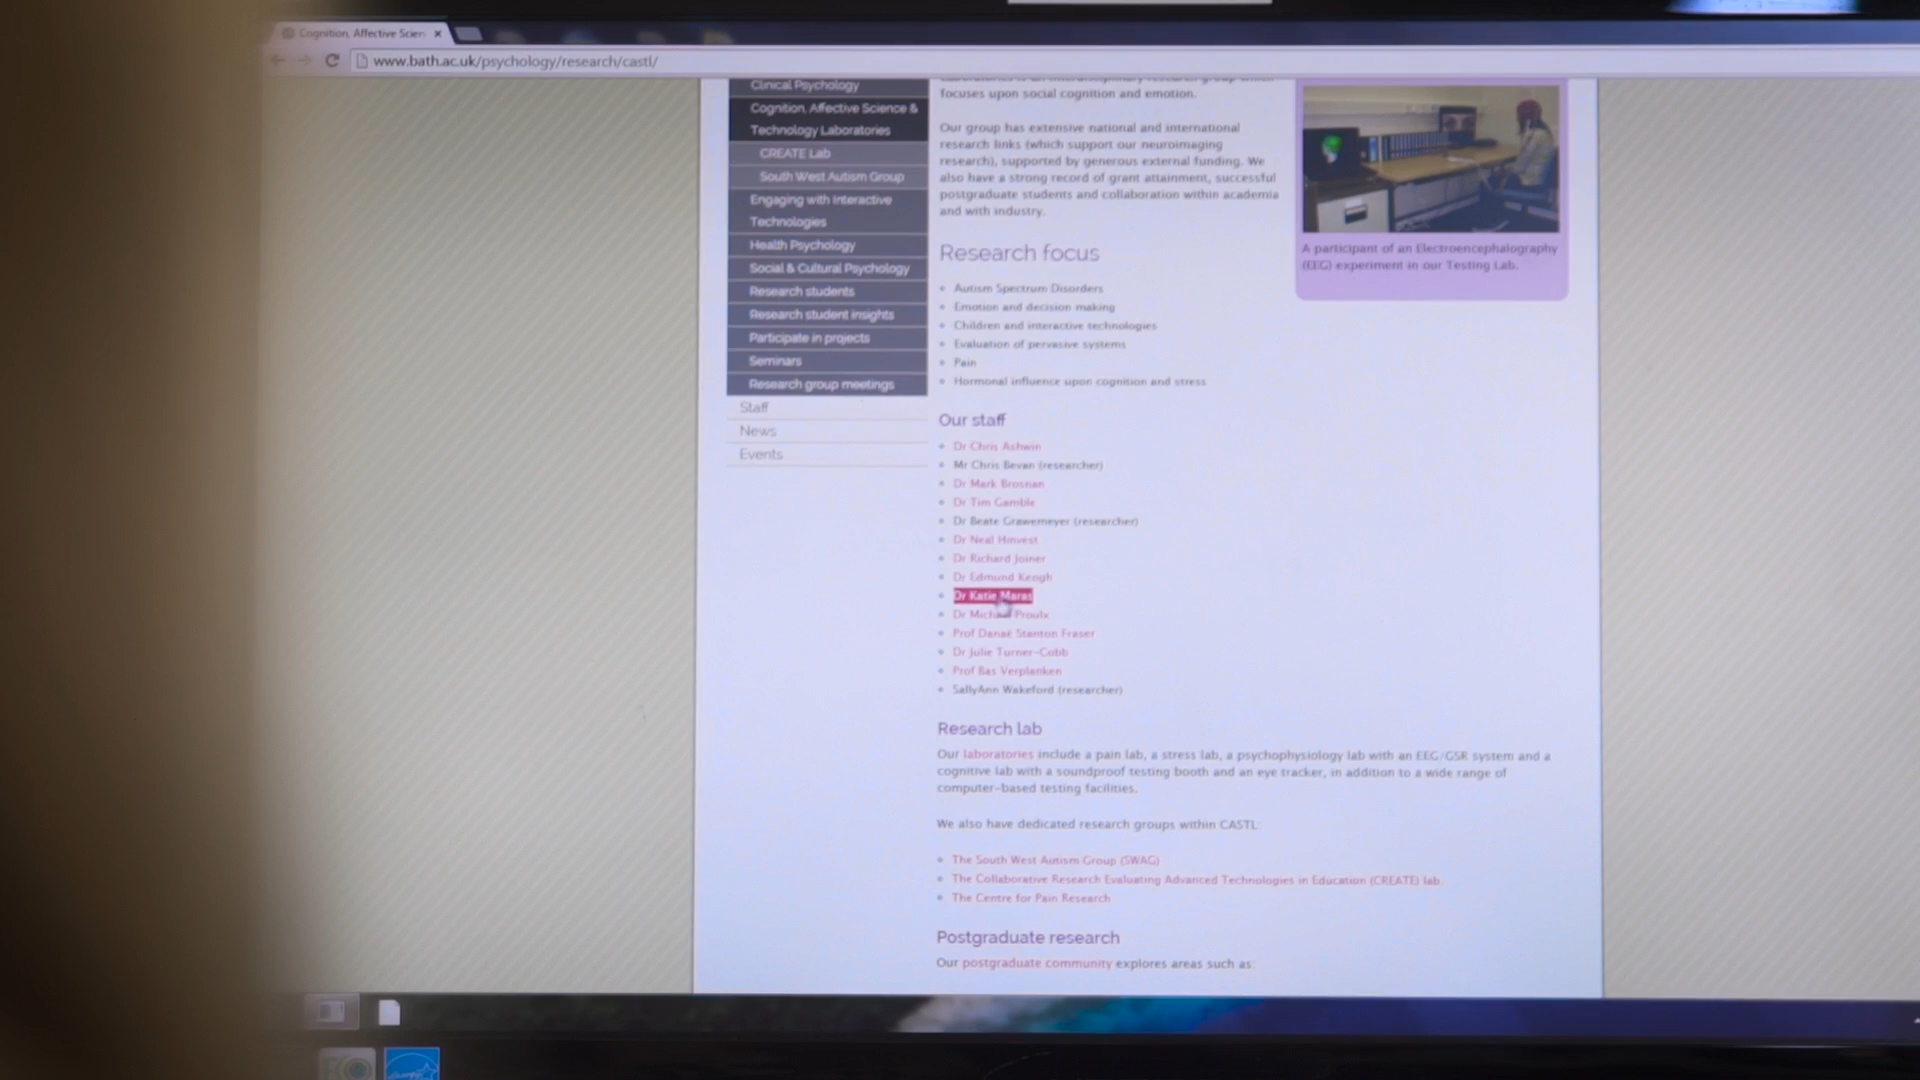 Cognition, Affective Scien
www.bath.ac.uk/psychology/research/castl/
Clinical Psychology
Cognition, Affective Science &
Technology Laboratories
CREATE Lab
South West Autism Group
Engaging with Interactive
Technologies
Health Psychology
Social & Cultural Psychology
Research students
Research student insights
Participate in projects
Seminars
Research group meetings
Staff
News
Events
focuses upon social cognition and emotion.
Our group has extensive national and international
research links (which support our neuroimaging
research), supported by generous external funding. We
also have a strong record of grant attainment, successful
postgraduate students and collaboration within academia
and with industry.
Research focus
Autism Spectrum Disorders
Emotion and decision making
Children and interactive technologies
Evaluation of pervasive systems
Pain
Hormonal influence upon cognition and stress
Our staff
Dr Chris Ashwin
Mr Chris Bevan (researcher)
Dr Mark Brosnan
Dr Tim Gamble
Dr Beate Grawemeyer (researcher)
Dr Neal Hinvest
Dr Richard Joiner
Dr Edmund Keogh
Dr Katie Maras
Dr Michael Proulx
Prof Danaë Stanton Fraser
Dr Julie Turner-Cobb
Prof Bas Verplanken
SallyAnn Wakeford (researcher)
Research lab
Our laboratories include a pain lab, a stress lab, a psychophysiology lab with an EEG/GSR system and a
cognitive lab with a soundproof testing booth and an eye tracker, in addition to a wide range of
computer-based testing facilities.
We also have dedicated research groups within CASTL:
The South West Autism Group (SWAG)
The Collaborative Research Evaluating Advanced Technologies in Education (CREATE) lab.
The Centre for Pain Research
Postgraduate research
Our postgraduate community explores areas such as:
A participant of an Electroencephalography
(EEG) experiment in our Testing Lab.